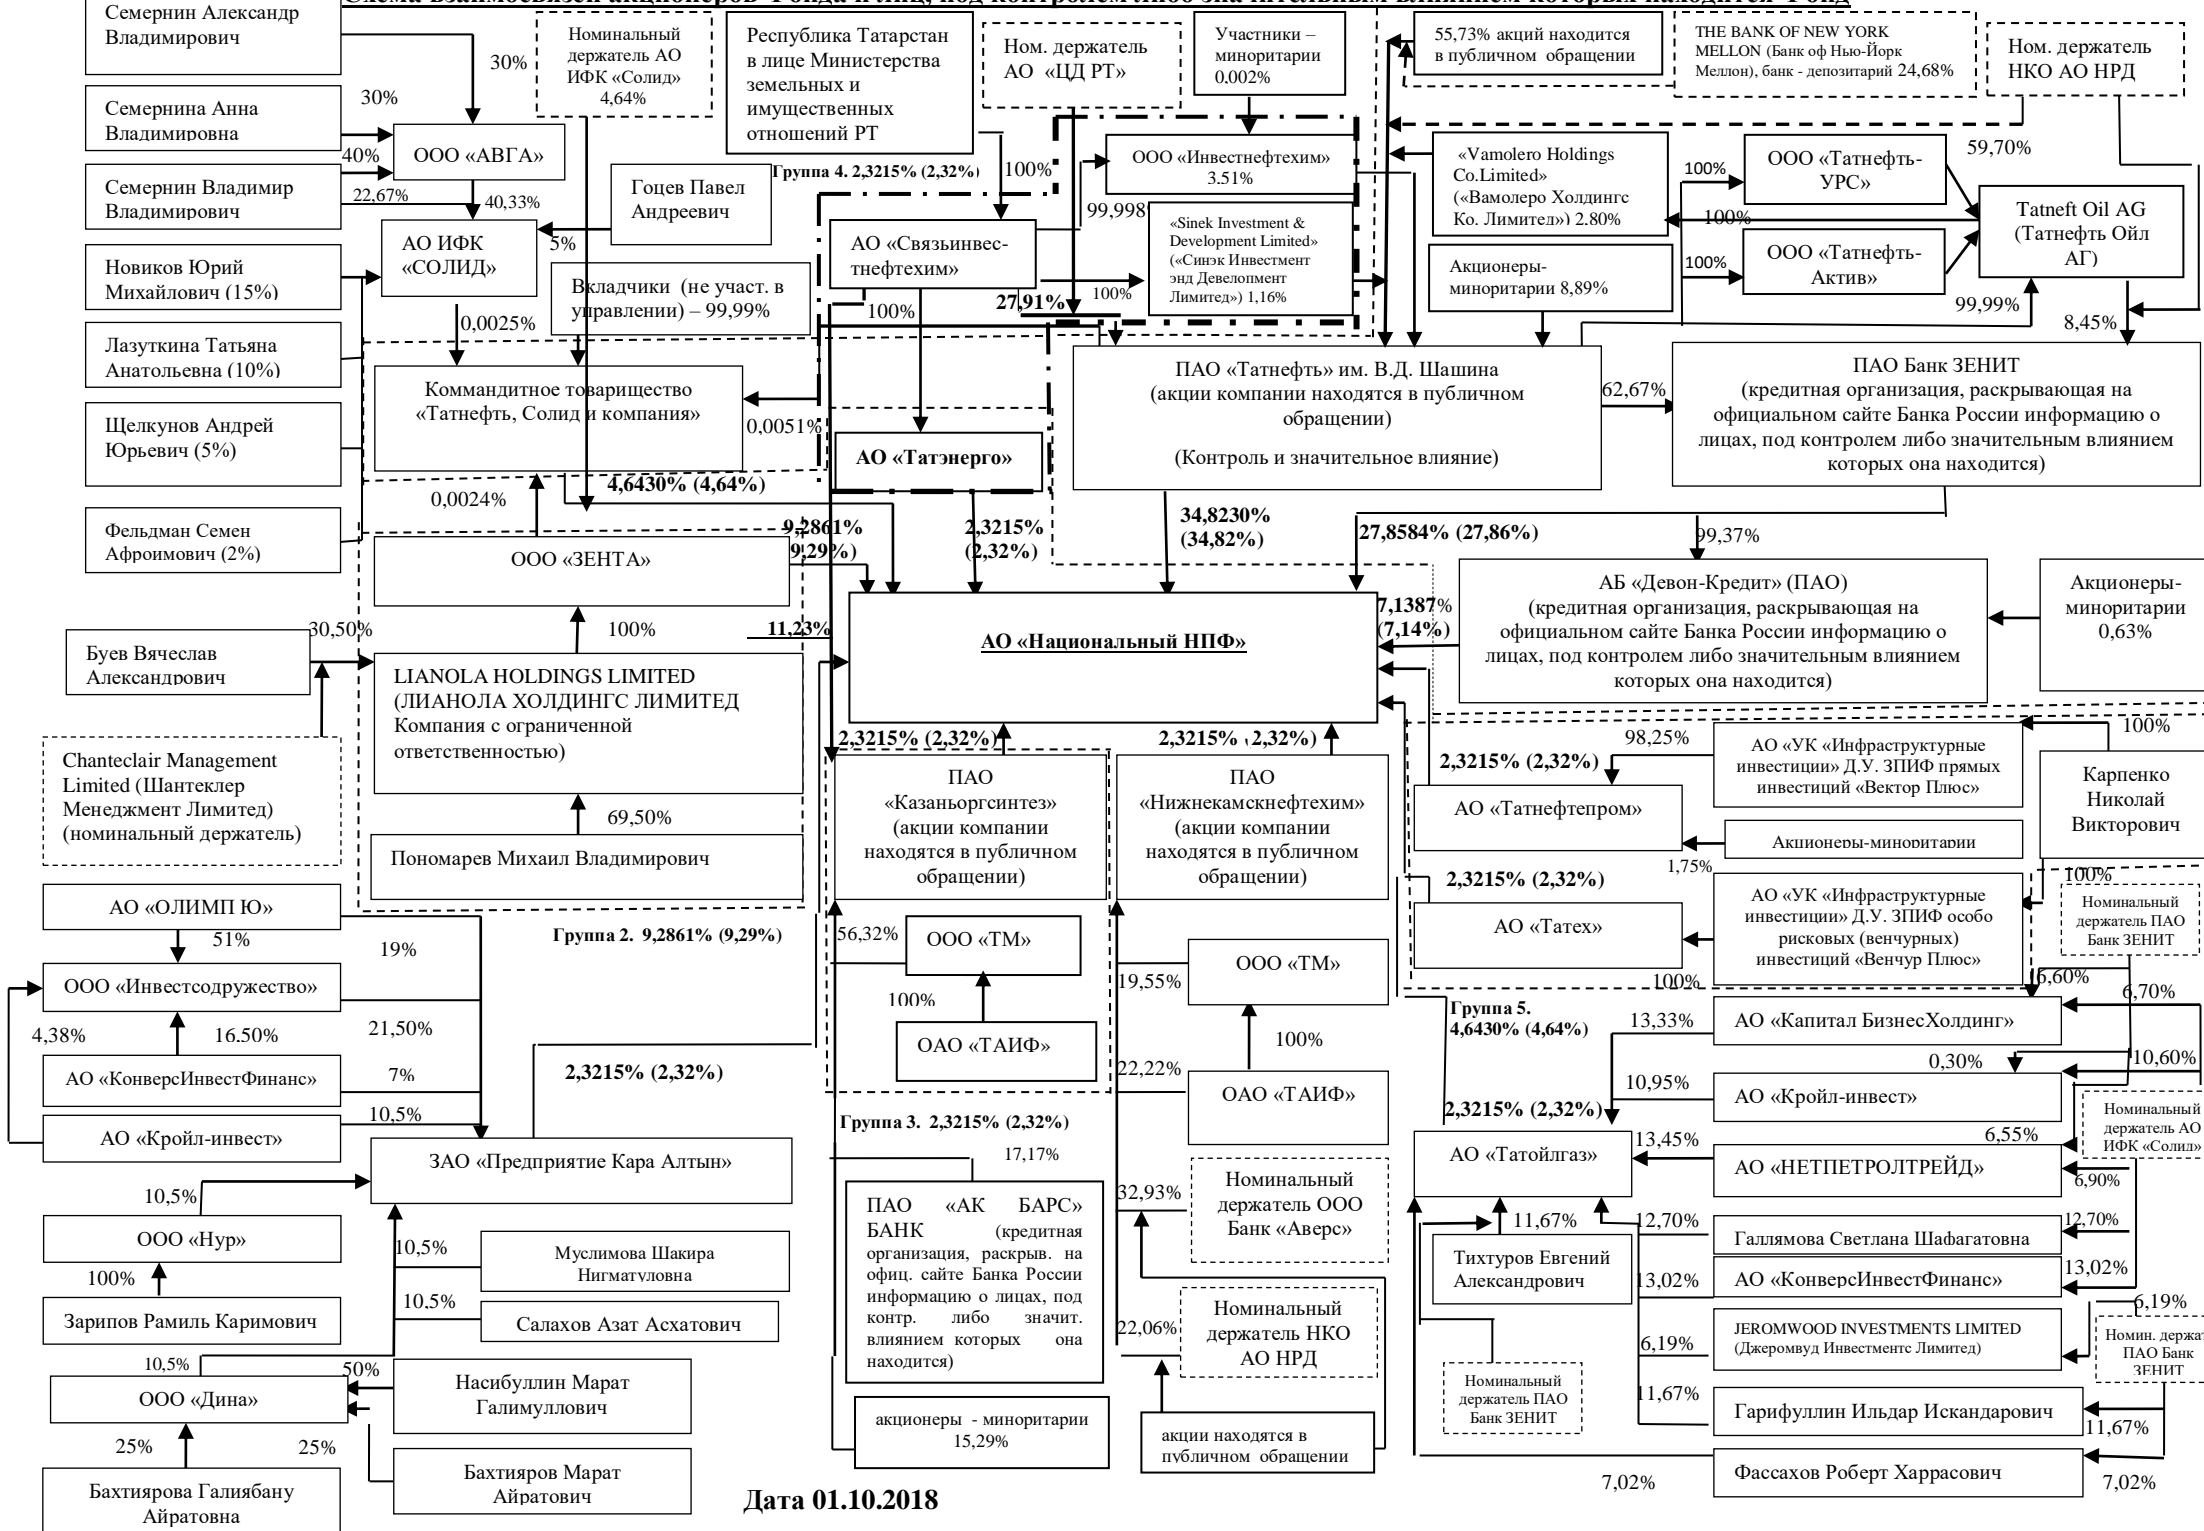 Схема взаимосвязей акционеров Фонда и лиц, под контролем либо значительным влиянием которых находится Фонд
Семернин Александр
Владимирович
30%
Семернина Анна
Владимировна
30%
ООО «АВГА»
40%
Семернин Владимир
Владимирович
22,67%
40,33%
Номинальный
держатель АО
ИФК «Солид»
4,64%
Республика Татарстан
в лице Министерства
земельных и
имущественных
отношений РТ
Ном. держатель
АО «ЦД РТ»
Участники –
миноритарии
0,002%
55,73% акций находится
в публичном обращении
THE BANK OF NEW YORK
MELLON (Банк оф Нью-Йорк
Меллон), банк - депозитарий 24,68%
Ном. держатель
НКО АО НРД
Группа 4. 2,3215% (2,32%)
100%
ООО «Инвестнефтехим»
3.51%
«Vamolero Holdings
Co.Limited»
(«Вамолеро Холдингс
Ко. Лимитед») 2.80%
100%
ООО «Татнефть-
УРС»
59,70%
100%
Tatneft Oil AG
(Татнефть Ойл
АГ)
100%
ООО «Татнефть-
Актив»
99,99%
8,45%
Гоцев Павел
Андреевич
5%
АО ИФК
«СОЛИД»
АО «Связьинвес-
тнефтехим»
99,998
«Sinek Investment &
Development Limited»
(«Синэк Инвестмент
энд Девелопмент
Лимитед») 1,16%
100%
27,91%
100%
Акционеры-
миноритарии 8,89%
Новиков Юрий
Михайлович (15%)
Вкладчики (не участ. в
управлении) – 99,99%
0,0025%
Лазуткина Татьяна
Анатольевна (10%)
Коммандитное товарищество
«Татнефть, Солид и компания»
0,0051%
АО «Татэнерго»
ПАО «Татнефть» им. В.Д. Шашина
(акции компании находятся в публичном
обращении)
(Контроль и значительное влияние)
62,67%
ПАО Банк ЗЕНИТ
(кредитная организация, раскрывающая на
официальном сайте Банка России информацию о
лицах, под контролем либо значительным влиянием
которых она находится)
Щелкунов Андрей
Юрьевич (5%)
0,0024%
4,6430% (4,64%)
Фельдман Семен
Афроимович (2%)
ООО «ЗЕНТА»
9,2861%
9,29%)
2,3215%
(2,32%)
34,8230%
(34,82%)
27,8584% (27,86%)
99,37%
АБ «Девон-Кредит» (ПАО)
(кредитная организация, раскрывающая на
официальном сайте Банка России информацию о
лицах, под контролем либо значительным влиянием
которых она находится)
Акционеры-
миноритарии
0,63%
7,1387%
(7,14%)
АО «Национальный НПФ»
11,23%
30,50%
100%
Буев Вячеслав
Александрович
LIANOLA HOLDINGS LIMITED
(ЛИАНОЛА ХОЛДИНГС ЛИМИТЕД
Компания с ограниченной
ответственностью)
Chanteclair Management
Limited (Шантеклер
Менеджмент Лимитед)
(номинальный держатель)
69,50%
Пономарев Михаил Владимирович
2,3215% (2,32%)
ПАО
«Казаньоргсинтез»
(акции компании
находятся в публичном
обращении)
2,3215% (2,32%)
ПАО
«Нижнекамскнефтехим»
(акции компании
находятся в публичном
обращении)
2,3215% (2,32%)
98,25%
АО «УК «Инфраструктурные
инвестиции» Д.У. ЗПИФ прямых
инвестиций «Вектор Плюс»
100%
Карпенко
Николай
Викторович
АО «Татнефтепром»
Акционеры-миноритарии
1,75%
2,3215% (2,32%)
АО «Татех»
АО «УК «Инфраструктурные
инвестиции» Д.У. ЗПИФ особо
рисковых (венчурных)
инвестиций «Венчур Плюс»
100%
100%
Номинальный
держатель ПАО
Банк ЗЕНИТ
АО «ОЛИМП Ю»
51%
19%
ООО «Инвестсодружество»
4,38%
16.50%
21,50%
АО «КонверсИнвестФинанс»
7%
10,5%
АО «Кройл-инвест»
Группа 2. 9,2861% (9,29%)
2,3215% (2,32%)
56,32%
ООО «ТМ»
100%
ОАО «ТАИФ»
19,55%
ООО «ТМ»
100%
22,22%
ОАО «ТАИФ»
Группа 3. 2,3215% (2,32%)
17,17%
Группа 5.
4,6430% (4,64%)
6,60%
6,70%
13,33%
АО «Капитал БизнесХолдинг»
0,30%
10,60%
10,95%
АО «Кройл-инвест»
2,3215% (2,32%)
Номинальный
держатель АО
ИФК «Солид»
6,55%
АО «Татойлгаз»
13,45%
АО «НЕТПЕТРОЛТРЕЙД»
6,90%
ЗАО «Предприятие Кара Алтын»
10,5%
ООО «Нур»
100%
Зарипов Рамиль Каримович
10,5%
Муслимова Шакира
Нигматуловна
10,5%
Салахов Азат Асхатович
10,5%
50%
ООО «Дина»
Насибуллин Марат
Галимуллович
25%
25%
Бахтияров Марат
Айратович
Бахтиярова Галиябану
Айратовна
ПАО «АК БАРС»
БАНК (кредитная
организация, раскрыв. на
офиц. сайте Банка России
информацию о лицах, под
контр. либо значит.
влиянием которых она
находится)
акционеры - миноритарии
15,29%
32,93%
Номинальный
держатель ООО
Банк «Аверс»
22,06%
Номинальный
держатель НКО
АО НРД
акции находятся в
публичном обращении
11,67%
Тихтуров Евгений
Александрович
Номинальный
держатель ПАО
Банк ЗЕНИТ
12,70%
Галлямова Светлана Шафагатовна
12,70%
13,02%
АО «КонверсИнвестФинанс»
13,02%
6,19%
JEROMWOOD INVESTMENTS LIMITED
(Джеромвуд Инвестментс Лимитед)
6,19%
Номин. держат
ПАО Банк
ЗЕНИТ
11,67%
Гарифуллин Ильдар Искандарович
11,67%
7,02%
Фассахов Роберт Харрасович
7,02%
Дата 01.10.2018